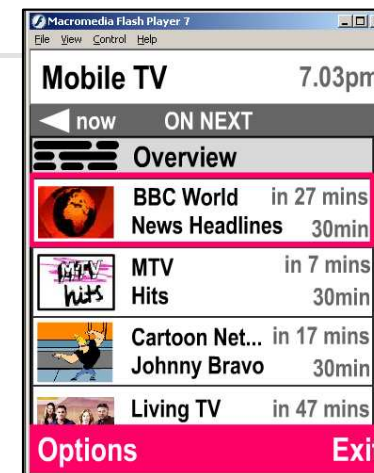 Macromedia Flash Player 7
File View Control Help
Mobile TV 7.03pm
now ON NEXT
Overview
BBC World in 27 mins
News Headlines 30min
MTV hits
MTV in 7 mins
Hits 30min
Cartoon Net... in 17 mins
Johnny Bravo 30min
Living TV in 47 mins
Options Exit